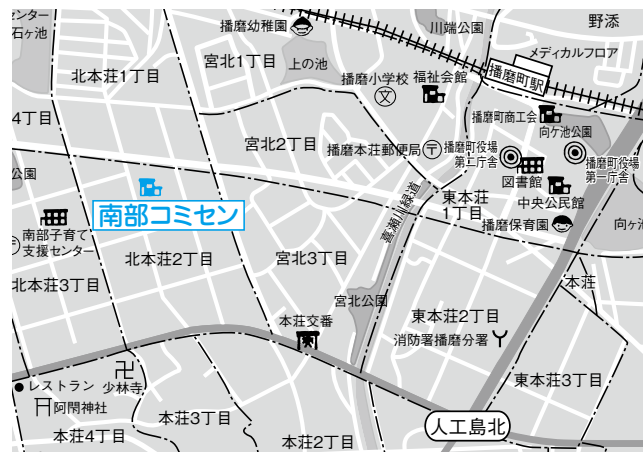 センター
石ヶ池
播磨幼稚園
川端公園
野添
宮北1丁目
上の池
メディカルフロア
播磨町駅
北本荘1丁目
播磨小学校
福祉会館
文
播磨町商工会
向ケ池公園
4丁目
宮北2丁目
播磨本荘郵便局
播磨町役場
第二庁舎
播磨町役場
第一庁舎
図書館
公園
中央公民館
東本荘
1丁目
播磨保育園
南部コミセン
喜瀬川緑道
向ヶ池
南部子育て
支援センター
北本荘2丁目
宮北3丁目
北本荘3丁目
本荘
宮北公園
本荘交番
東本荘2丁目
消防署播磨分署
レストラン
少林寺
東本荘3丁目
阿閇神社
本荘3丁目
人工島北
本荘4丁目
本荘2丁目